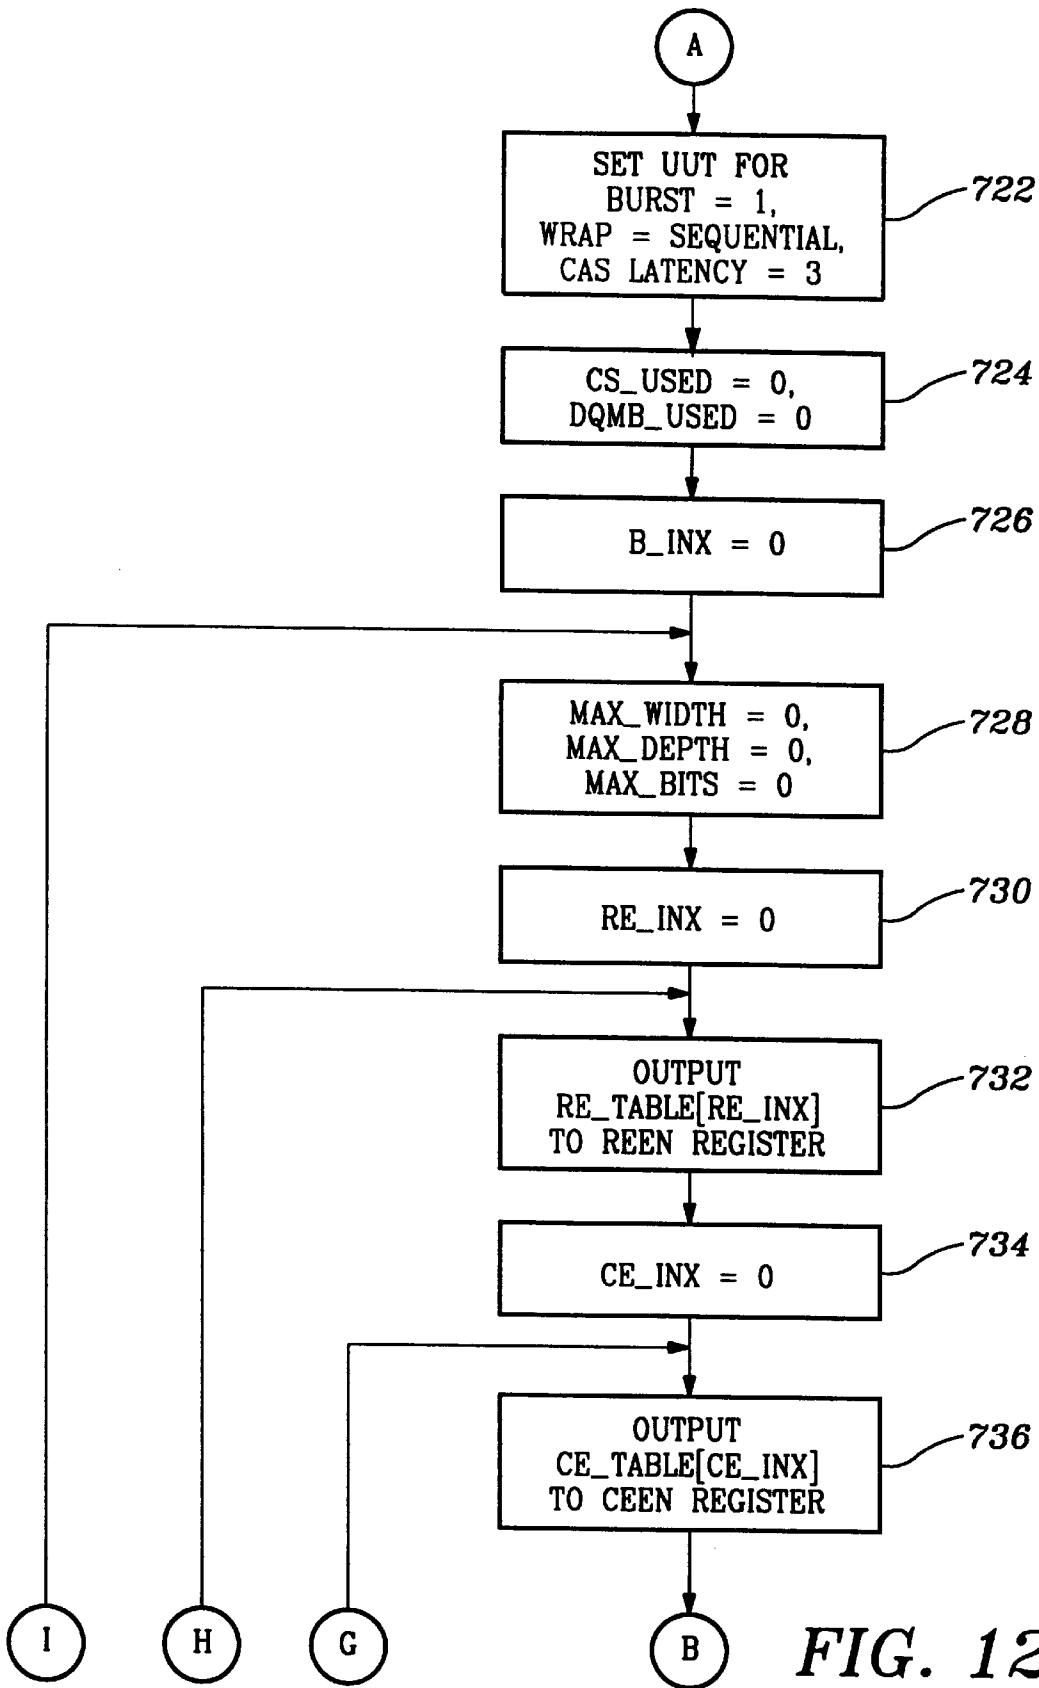 A
SET UUT FOR
BURST = 1,
WRAP = SEQUENTIAL,
CAS LATENCY = 3
722
CS_USED = 0,
DQMB_USED = 0
724
B_INX = 0
726
MAX_WIDTH = 0,
MAX_DEPTH = 0,
MAX_BITS = 0
728
RE_INX = 0
730
OUTPUT
RE_TABLE[RE_INX]
TO REEN REGISTER
732
CE_INX = 0
734
OUTPUT
CE_TABLE[CE_INX]
TO CEEN REGISTER
736
I
H
G
B
FIG. 12